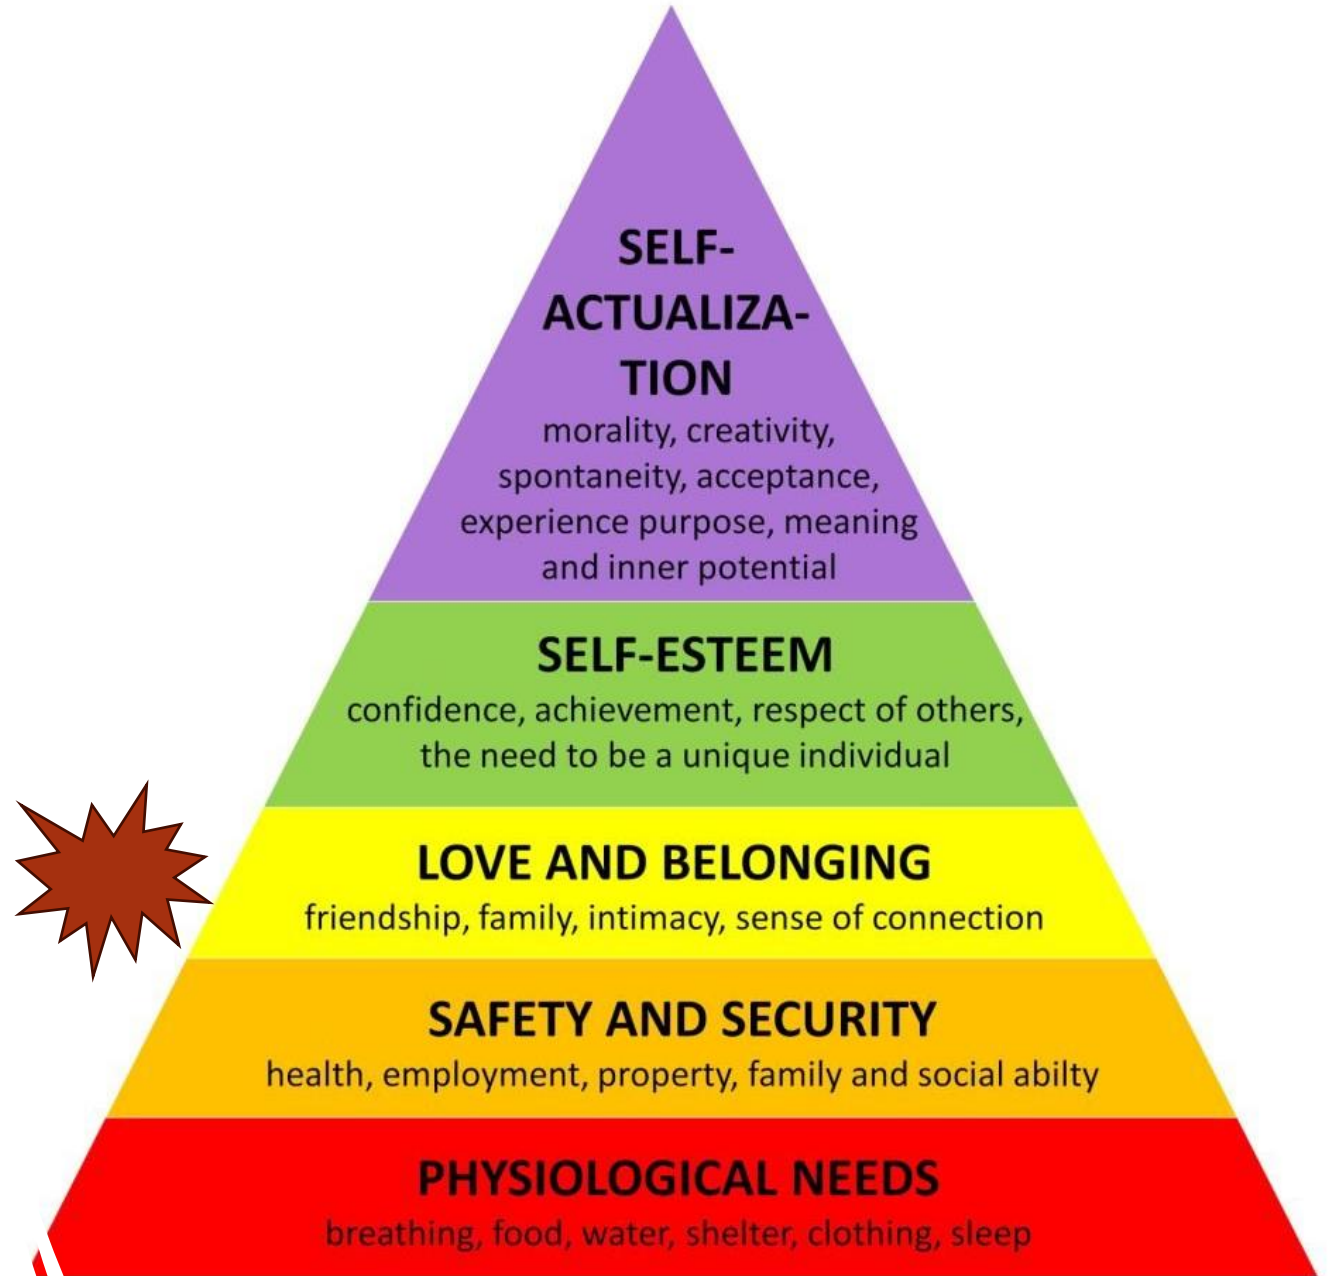 SELF-
ACTUALIZA-
TION
morality, creativity,
spontaneity, acceptance,
experience purpose, meaning
and inner potential
SELF-ESTEEM
confidence, achievement, respect of others,
the need to be a unique individual
LOVE AND BELONGING
friendship, family, intimacy, sense of connection
SAFETY AND SECURITY
health, employment, property, family and social abilty
PHYSIOLOGICAL NEEDS
breathing, food, water, shelter, clothing, sleep